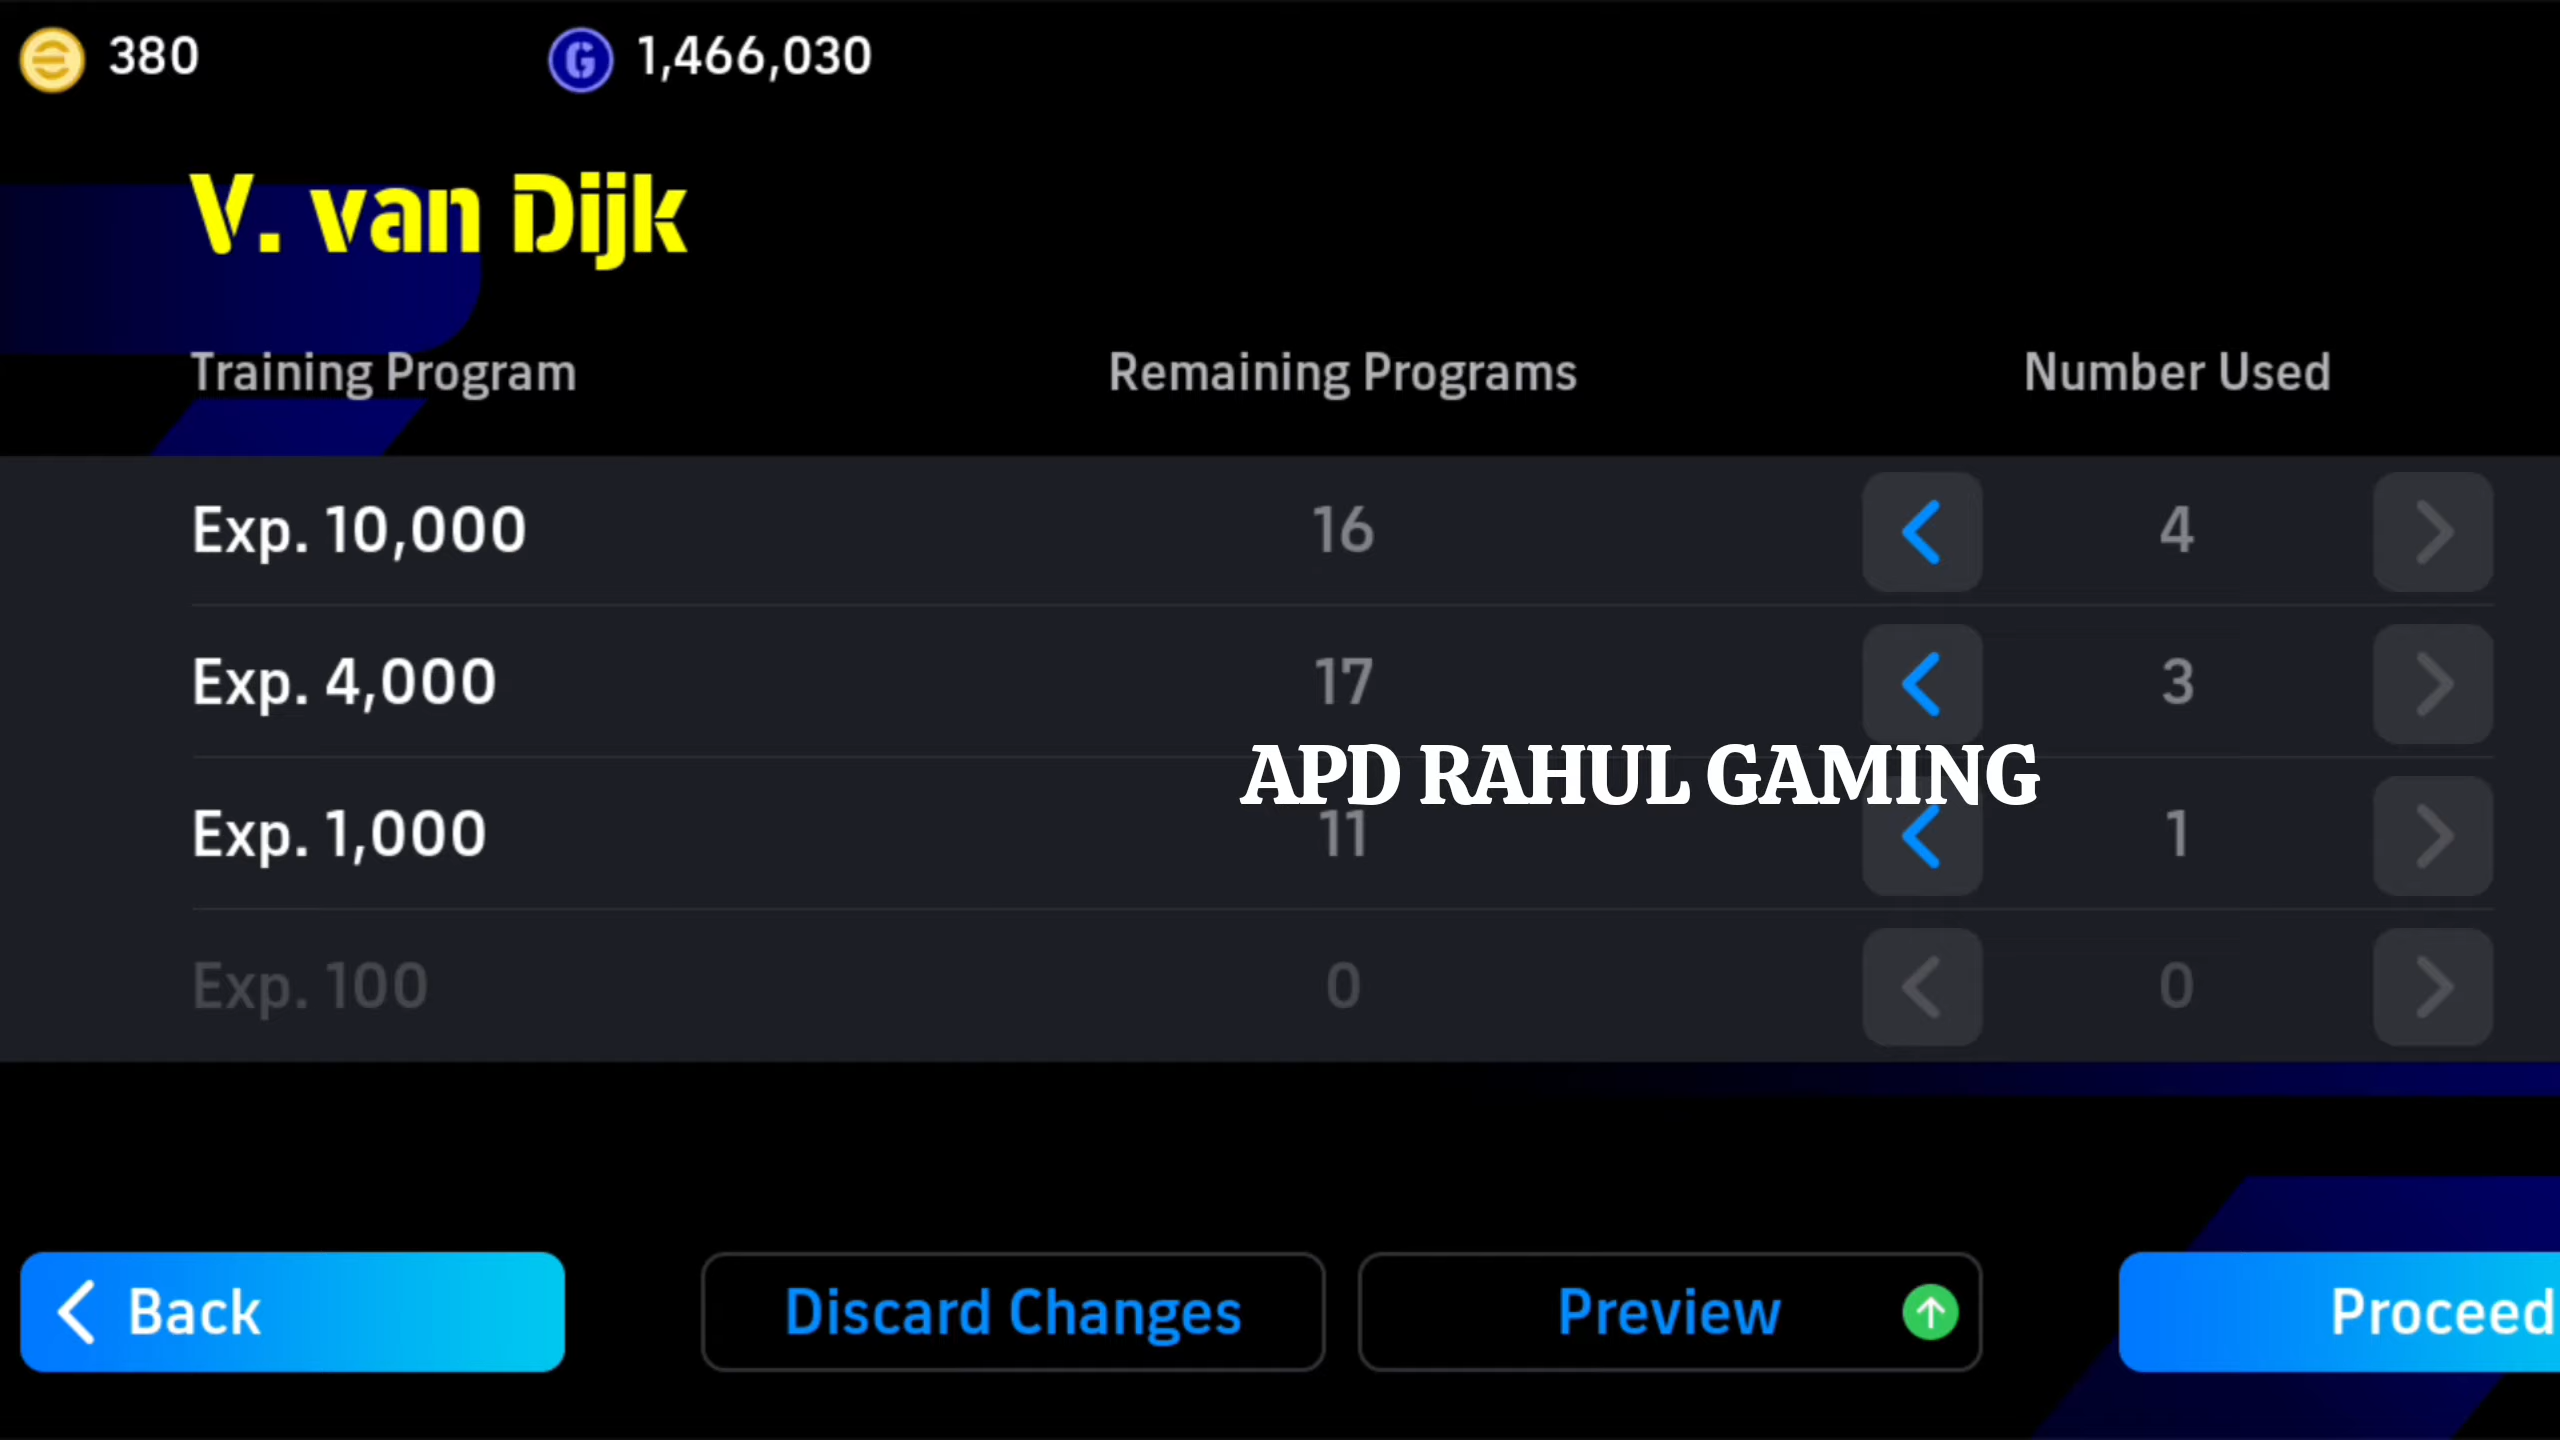 380 1,466,030
V. van Dijk
Training Program Remaining Programs Number Used
Exp. 10,000 16 4
Exp. 4,000 17 3
APD RAHUL GAMING
Exp. 1,000 11 1
Exp. 100 0 0
Back Discard Changes Preview Proceed